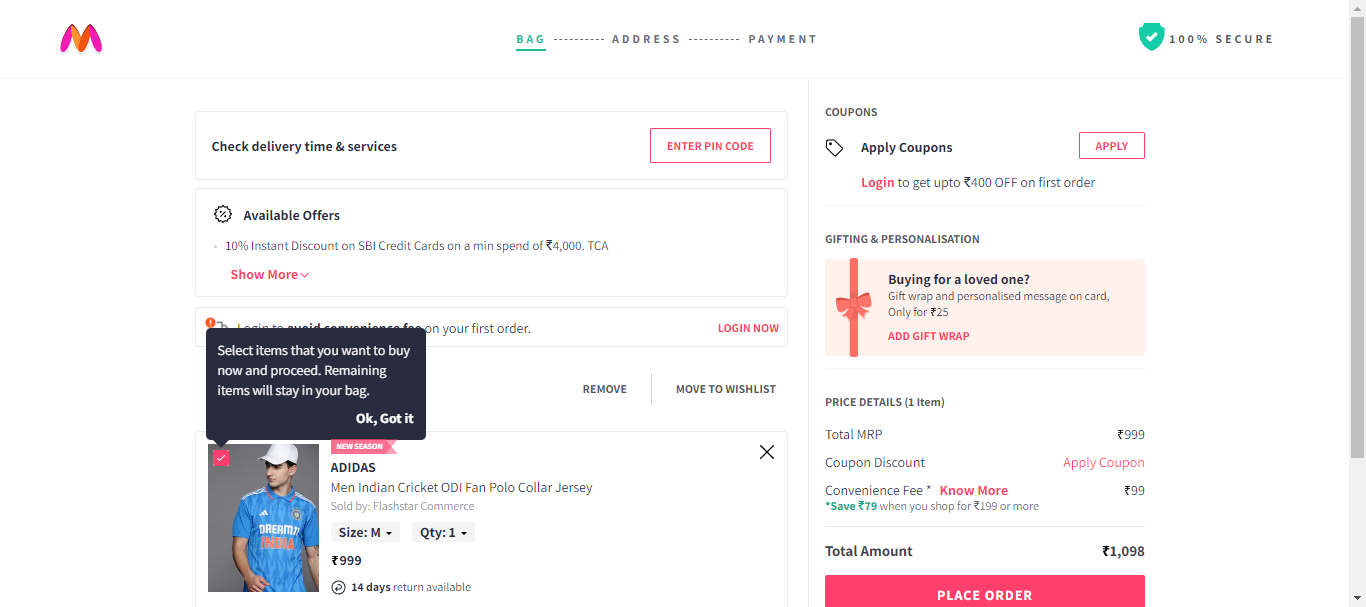 BAG ---------- ADDRESS ---------- PAYMENT
100% SECURE
Check delivery time & services
ENTER PIN CODE
Available Offers
10% Instant Discount on SBI Credit Cards on a min spend of ₹4,000. TCA
Show More
Login to avoid convenience fee on your first order.
LOGIN NOW
Select items that you want to buy
now and proceed. Remaining
items will stay in your bag.
Ok, Got it
REMOVE
MOVE TO WISHLIST
NEW SEASON
ADIDAS
Men Indian Cricket ODI Fan Polo Collar Jersey
Sold by: Flashstar Commerce
Size: M
Qty: 1
₹999
14 days return available
DREAM11
INDIA
COUPONS
Apply Coupons
APPLY
Login to get upto ₹400 OFF on first order
GIFTING & PERSONALISATION
Buying for a loved one?
Gift wrap and personalised message on card,
Only for ₹25
ADD GIFT WRAP
PRICE DETAILS (1 Item)
Total MRP ₹999
Coupon Discount Apply Coupon
Convenience Fee * Know More ₹99
*Save ₹79 when you shop for ₹199 or more
Total Amount ₹1,098
PLACE ORDER